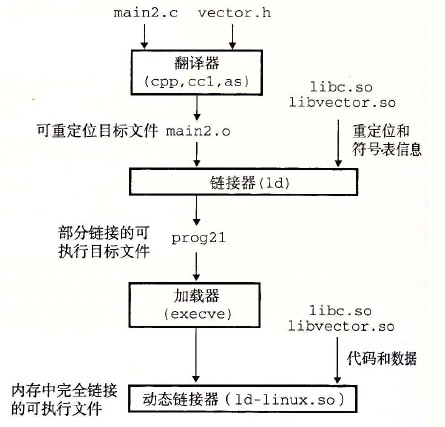 main2.c vector.h
翻译器
(cpp,cc1,as)
libc.so
libvector.so
可重定位目标文件 main2.o
重定位和
符号表信息
链接器(ld)
部分链接的可
执行目标文件
prog21
加载器
(execve)
libc.so
libvector.so
代码和数据
内存中完全链接
的可执行文件
动态链接器(ld-linux.so)